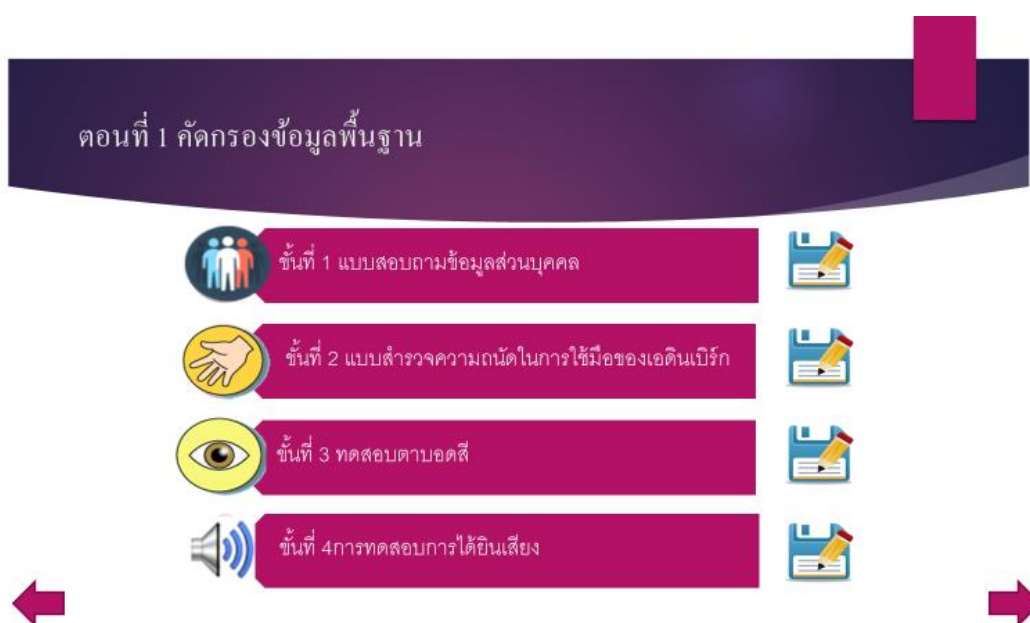 ตอนที่ 1 คัดกรองข้อมูลพื้นฐาน
ขั้นที่ 1 แบบสอบถามข้อมูลส่วนบุคคล
ขั้นที่ 2 แบบสำรวจความถนัดในการใช้มือของเอดินเบิร์ก
ขั้นที่ 3 ทดสอบตาบอดสี
ขั้นที่ 4การทดสอบการได้ยินเสียง